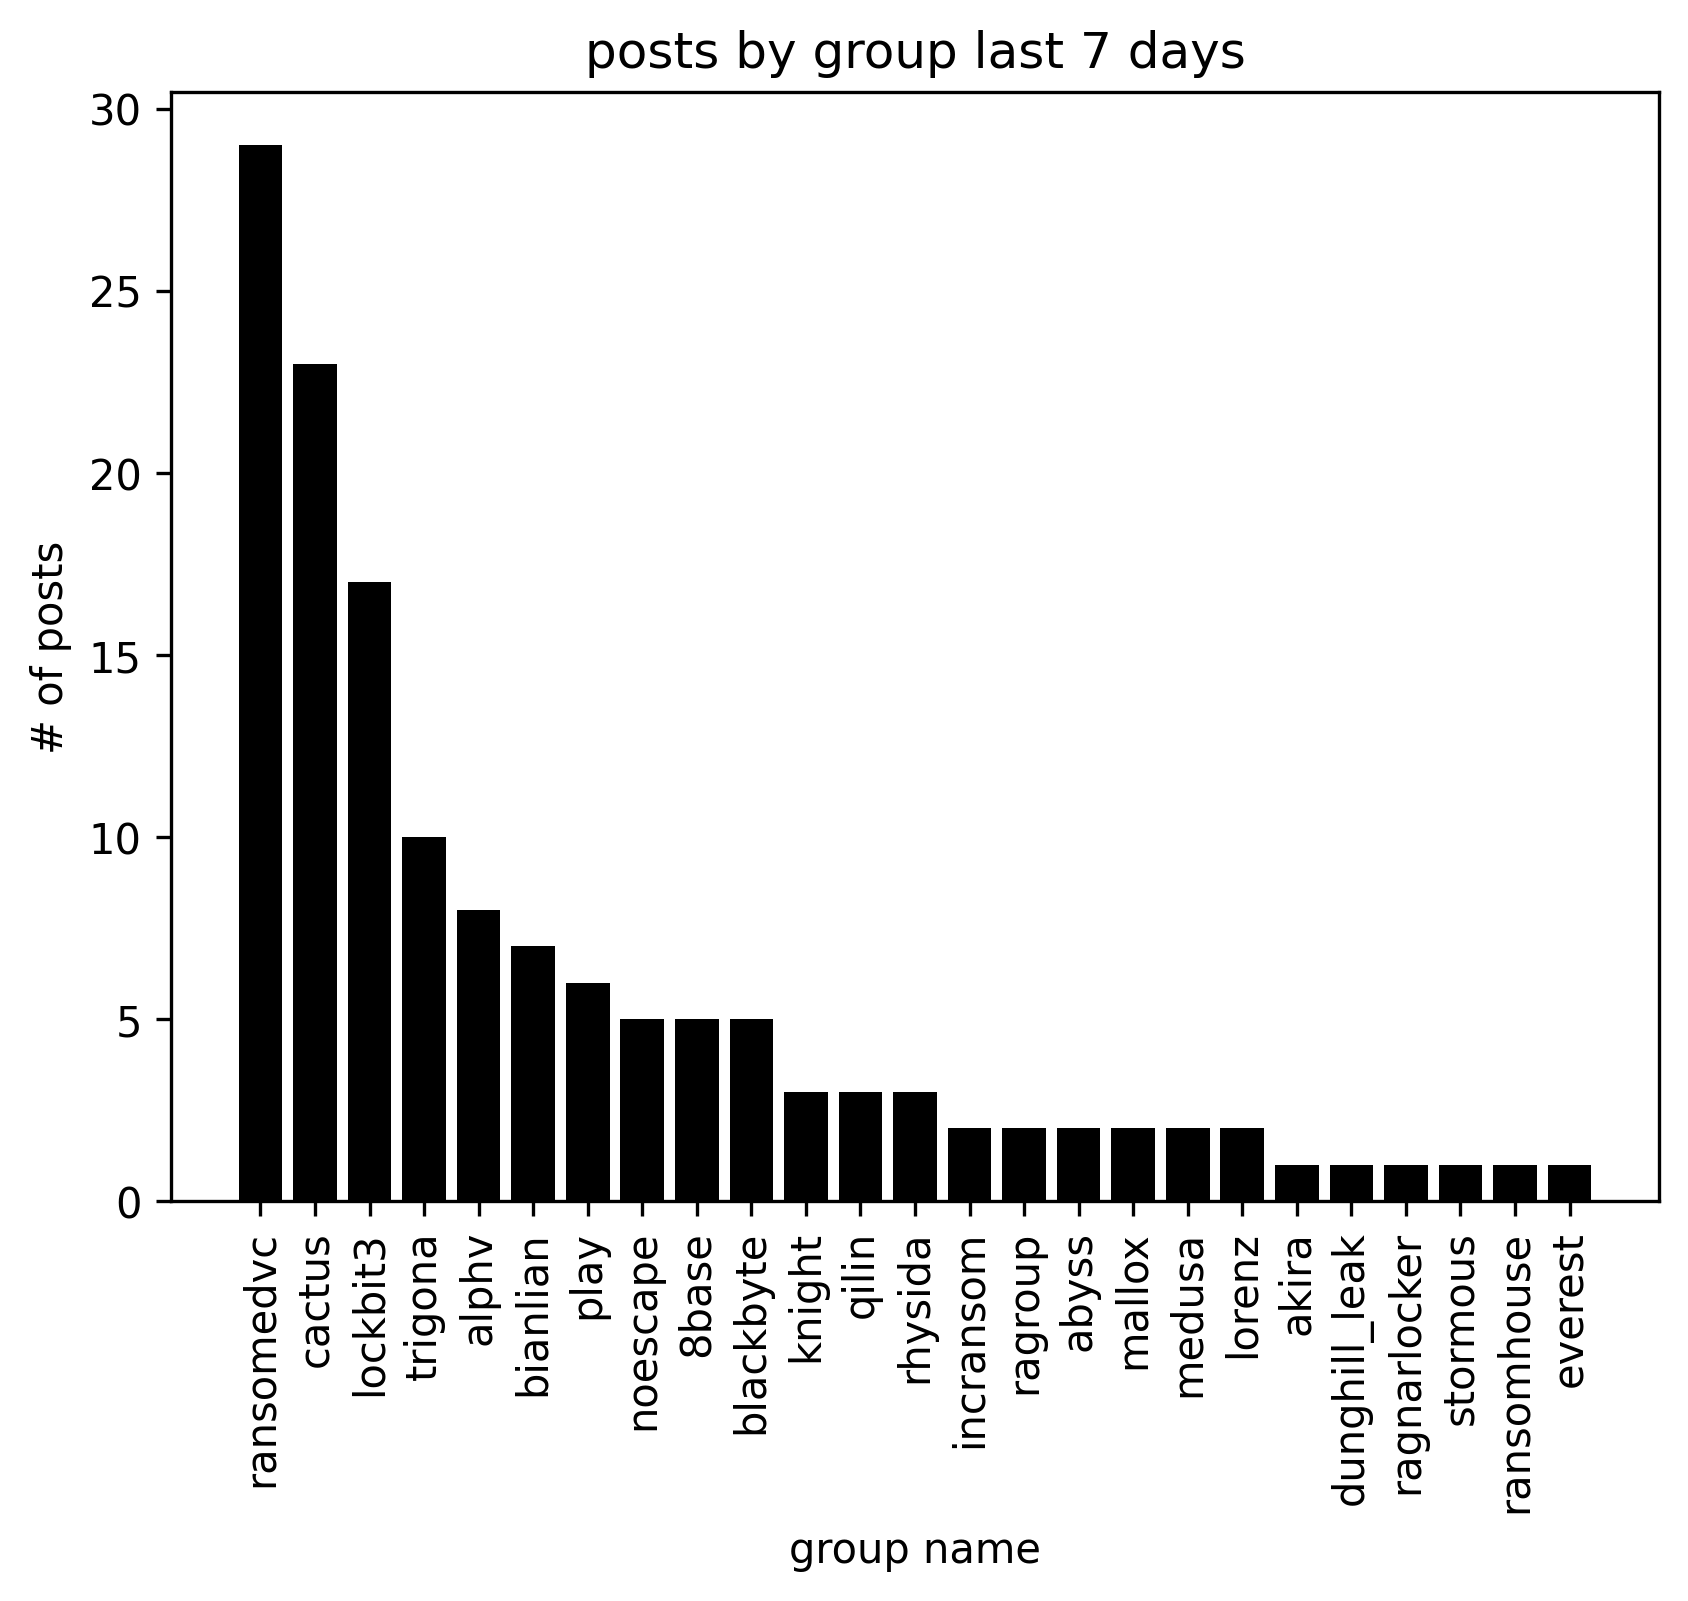 posts by group last 7 days
30
25
20
15
10
5
0
# of posts
ransomedvc
cactus
lockbit3
trigona
alphv
bianlian
play
noescape
8base
blackbyte
knight
qilin
rhysida
incransom
ragroup
abyss
mallox
medusa
lorenz
akira
dunghill_leak
ragnarlocker
stormous
ransomhouse
everest
group name